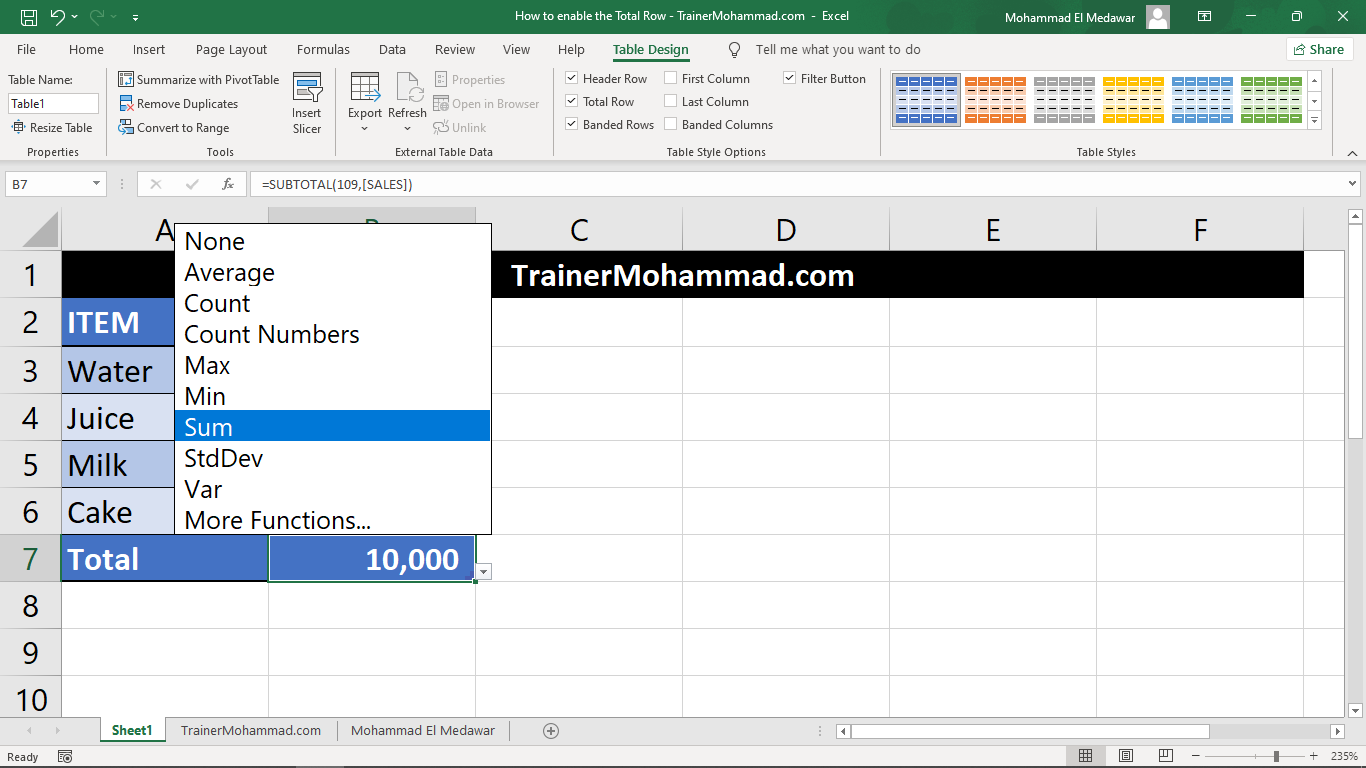 How to enable the Total Row - TrainerMohammad.com - Excel
Mohammad El Medawar
File Home Insert Page Layout Formulas Data Review View Help Table Design Tell me what you want to do Share
Table Name:
Table1
Resize Table
Properties
Summarize with PivotTable
Remove Duplicates
Convert to Range
Tools
Insert
Slicer
Export
Refresh
Properties
Open in Browser
Unlink
External Table Data
Header Row
Total Row
Banded Rows
First Column
Last Column
Banded Columns
Filter Button
Table Style Options
Table Styles
B7
fx
=SUBTOTAL(109,[SALES])
A C D E F
1 TrainerMohammad.com
2 ITEM
3 Water
4 Juice
5 Milk
6 Cake
7 Total 10,000
8
9
10
None
Average
Count
Count Numbers
Max
Min
Sum
StdDev
Var
More Functions...
Sheet1 TrainerMohammad.com Mohammad El Medawar
Ready
235%